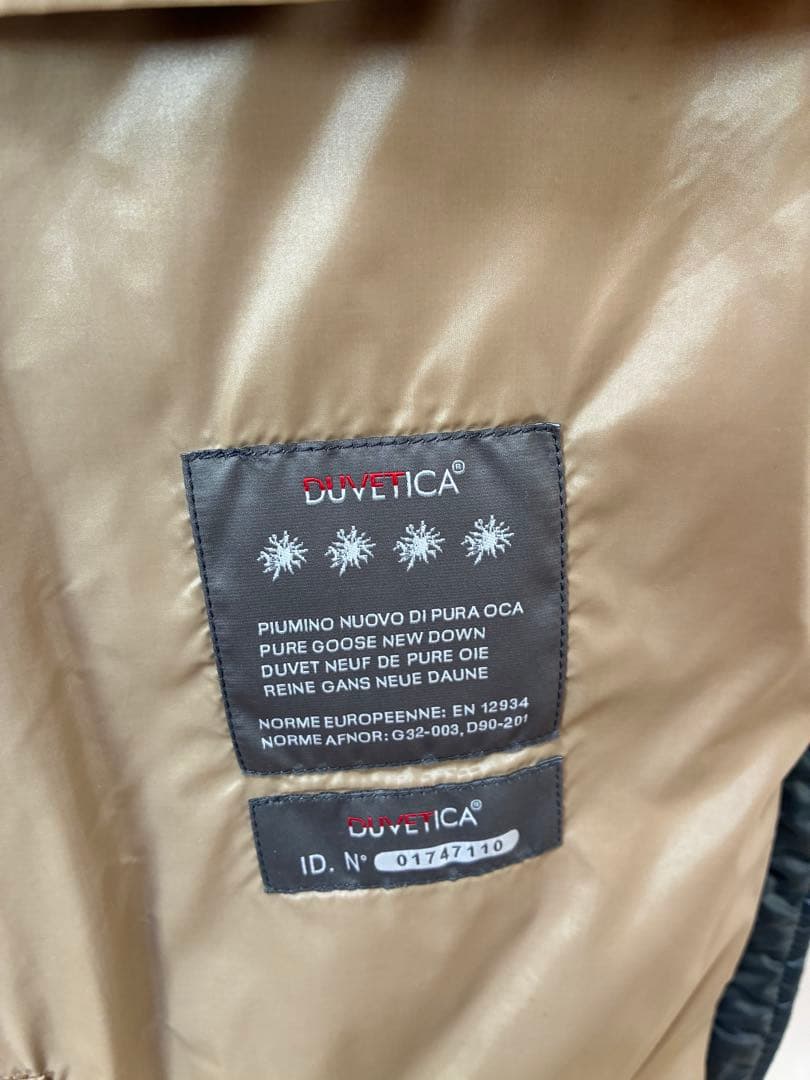 DUVETICA®
PIUMINO NUOVO DI PURA OCA
PURE GOOSE NEW DOWN
DUVET NEUF DE PURE OIE
REINE GANS NEUE DAUNE
NORME EUROPEENNE: EN 12934
NORME AFNOR: G32-003, D90-201
DUVETICA®
ID. N° 01747110